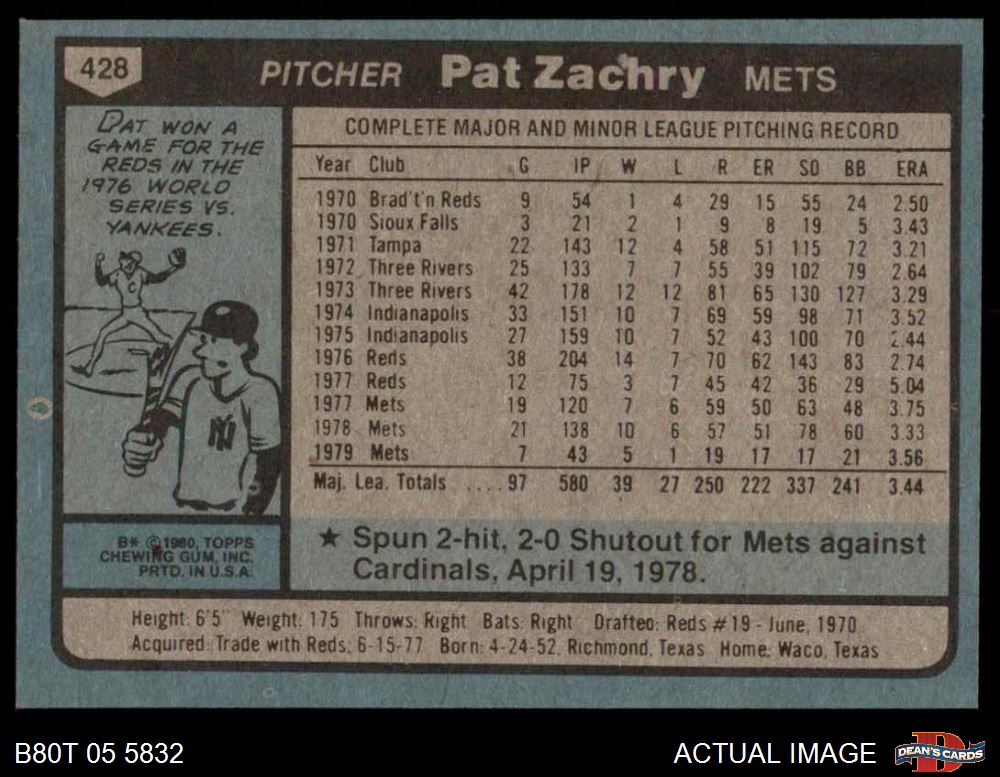 428 PITCHER Pat Zachry METS
PAT WON A
GAME FOR THE
REDS IN THE
1976 WORLD
SERIES VS.
YANKEES.
C
NY
B* © 1980, TOPPS
CHEWING GUM, INC.
PRTD. IN U.S.A.
COMPLETE MAJOR AND MINOR LEAGUE PITCHING RECORD
Year Club G IP W L R ER SO BB ERA
1970 Brad't'n Reds 9 54 1 4 29 15 55 24 2.50
1970 Sioux Falls 3 21 2 1 9 8 19 5 3.43
1971 Tampa 22 143 12 4 58 51 115 72 3.21
1972 Three Rivers 25 133 7 7 55 39 102 79 2.64
1973 Three Rivers 42 178 12 12 81 65 130 127 3.29
1974 Indianapolis 33 151 10 7 69 59 98 71 3.52
1975 Indianapolis 27 159 10 7 52 43 100 70 2.44
1976 Reds 38 204 14 7 70 62 143 83 2.74
1977 Reds 12 75 3 7 45 42 36 29 5.04
1977 Mets 19 120 7 6 59 50 63 48 3.75
1978 Mets 21 138 10 6 57 51 78 60 3.33
1979 Mets 7 43 5 1 19 17 17 21 3.56
Maj. Lea. Totals ....97 580 39 27 250 222 337 241 3.44
★ Spun 2-hit, 2-0 Shutout for Mets against
Cardinals, April 19, 1978.
Height: 6'5" Weight: 175 Throws: Right Bats: Right Drafted: Reds #19 - June, 1970
Acquired: Trade with Reds, 6-15-77 Born: 4-24-52, Richmond, Texas Home: Waco, Texas
B80T 05 5832 ACTUAL IMAGE DEAN'S CARDS